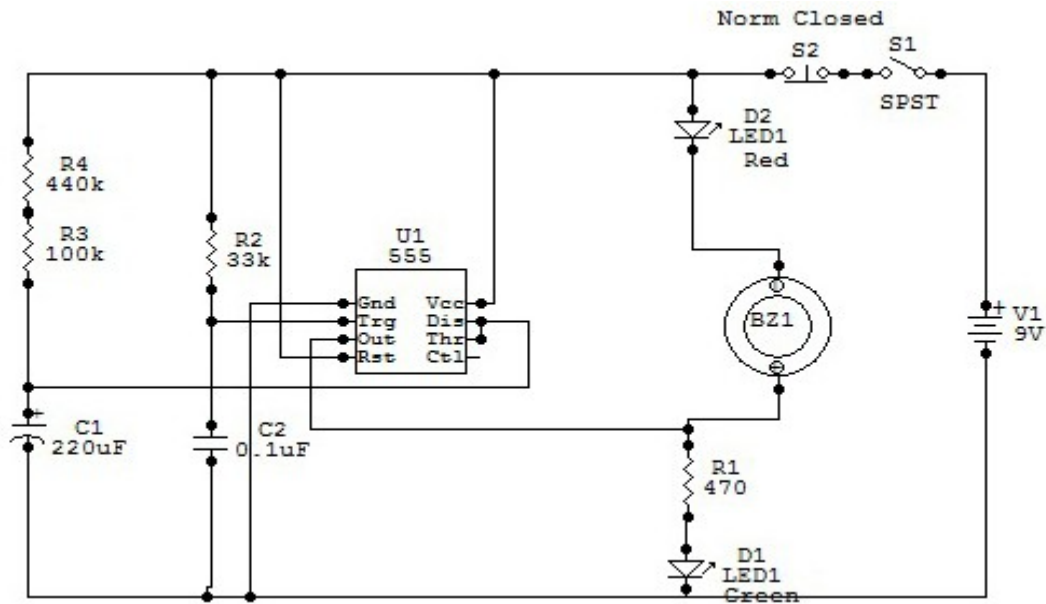 Norm Closed
S2
S1
SPST
D2
LED1
Red
R4
440k
R3
100k
R2
33k
U1
555
Gnd Vcc
Trg Dis
Out Thr
Rst Ctl
BZ1
+
V1
9V
+
C1
220uF
C2
0.1uF
R1
470
D1
LED1
Green